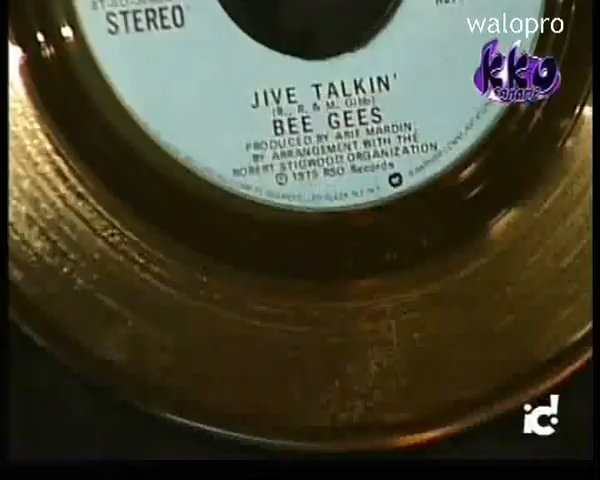 walopro
kko
STEREO
JIVE TALKIN'
(B., R. & M. Gibb)
BEE GEES
PRODUCED BY ARIF MARDIN
BY ARRANGEMENT WITH THE
ROBERT STIGWOOD ORGANIZATION
℗ 1975 RSO Records